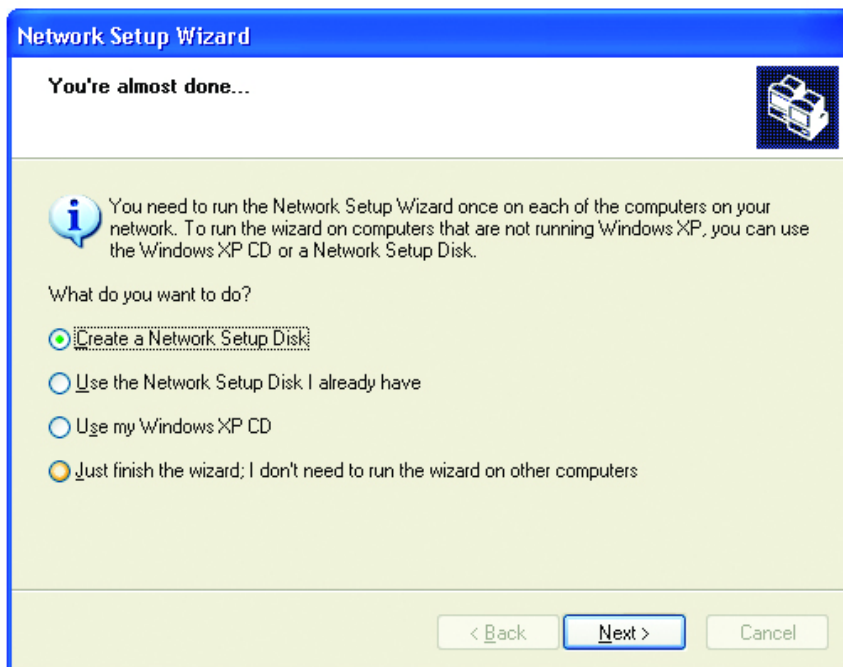 Network Setup Wizard
You're almost done...
You need to run the Network Setup Wizard once on each of the computers on your
network. To run the wizard on computers that are not running Windows XP, you can use
the Windows XP CD or a Network Setup Disk.
What do you want to do?
Create a Network Setup Disk
Use the Network Setup Disk I already have
Use my Windows XP CD
Just finish the wizard; I don't need to run the wizard on other computers
< Back Next > Cancel